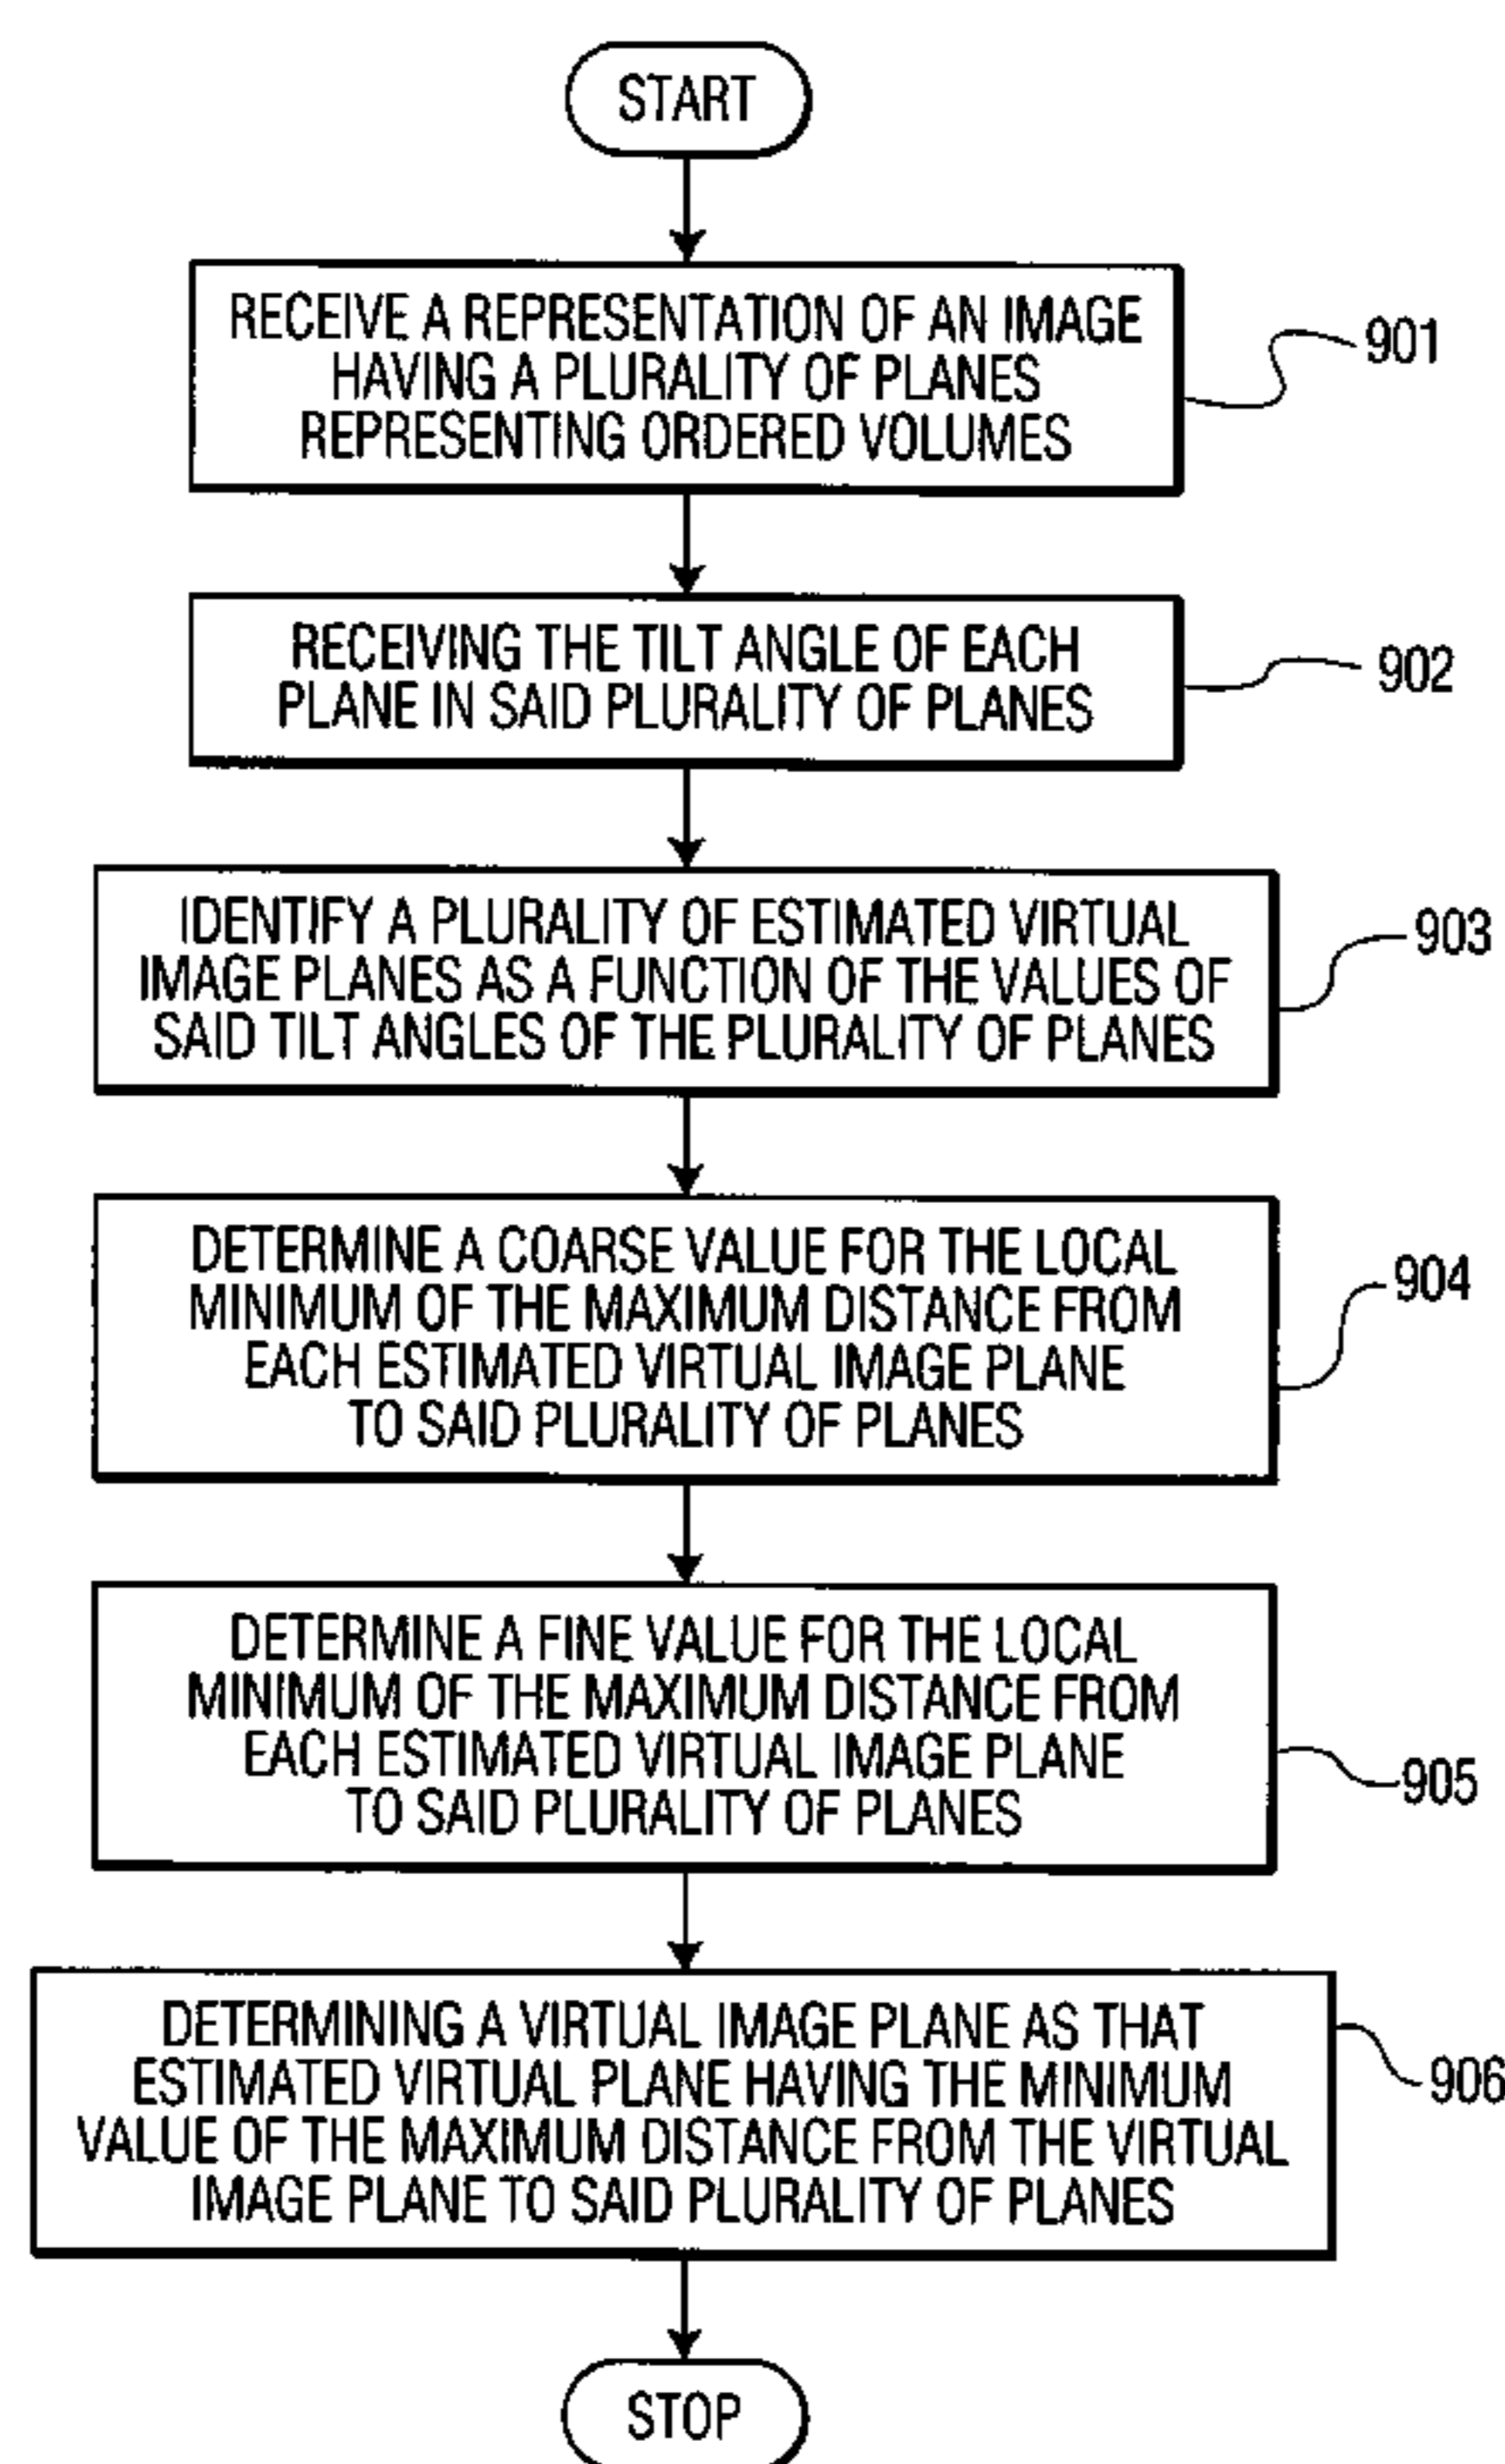 START
RECEIVE A REPRESENTATION OF AN IMAGE
HAVING A PLURALITY OF PLANES
REPRESENTING ORDERED VOLUMES
901
RECEIVING THE TILT ANGLE OF EACH
PLANE IN SAID PLURALITY OF PLANES
902
IDENTIFY A PLURALITY OF ESTIMATED VIRTUAL
IMAGE PLANES AS A FUNCTION OF THE VALUES OF
SAID TILT ANGLES OF THE PLURALITY OF PLANES
903
DETERMINE A COARSE VALUE FOR THE LOCAL
MINIMUM OF THE MAXIMUM DISTANCE FROM
EACH ESTIMATED VIRTUAL IMAGE PLANE
TO SAID PLURALITY OF PLANES
904
DETERMINE A FINE VALUE FOR THE LOCAL
MINIMUM OF THE MAXIMUM DISTANCE FROM
EACH ESTIMATED VIRTUAL IMAGE PLANE
TO SAID PLURALITY OF PLANES
905
DETERMINING A VIRTUAL IMAGE PLANE AS THAT
ESTIMATED VIRTUAL PLANE HAVING THE MINIMUM
VALUE OF THE MAXIMUM DISTANCE FROM THE VIRTUAL
IMAGE PLANE TO SAID PLURALITY OF PLANES
906
STOP